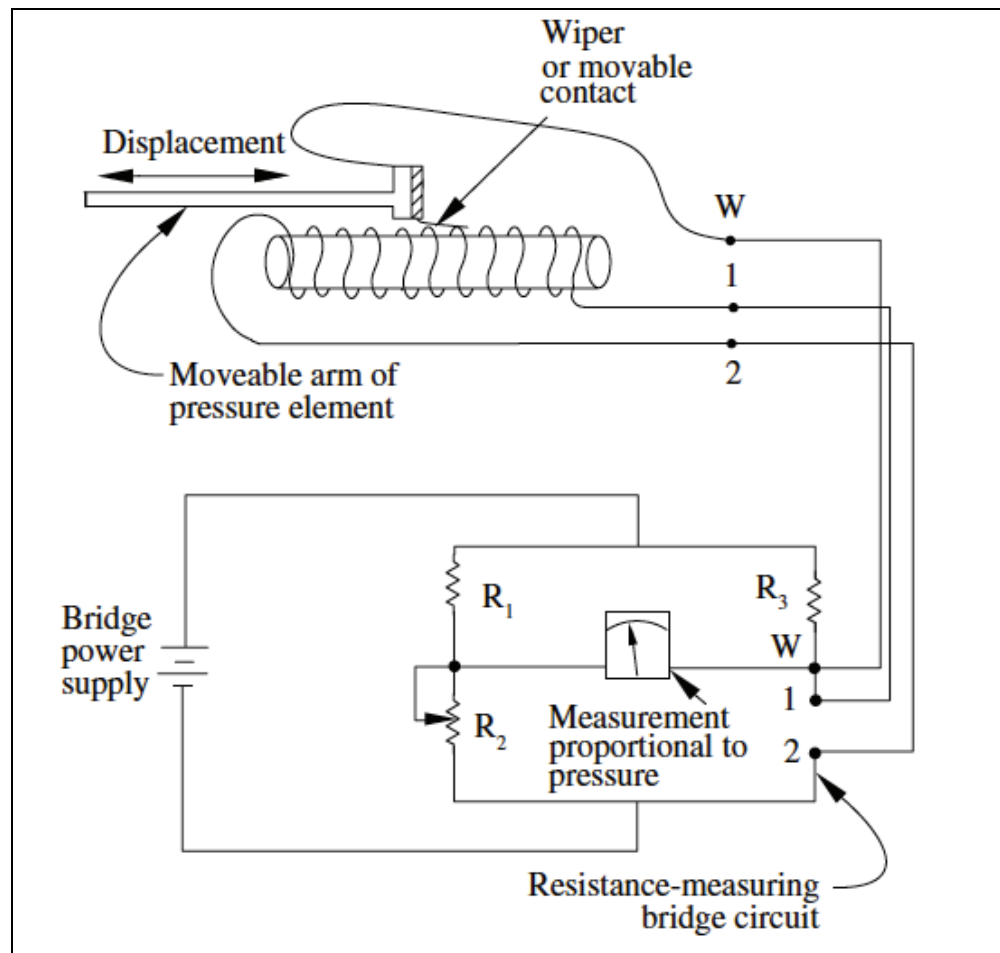 Wiper
or movable
contact
Displacement
W
1
2
Moveable arm of
pressure element
Bridge
power
supply
R1
R3
W
1
R2
Measurement
proportional to
pressure
2
Resistance-measuring
bridge circuit